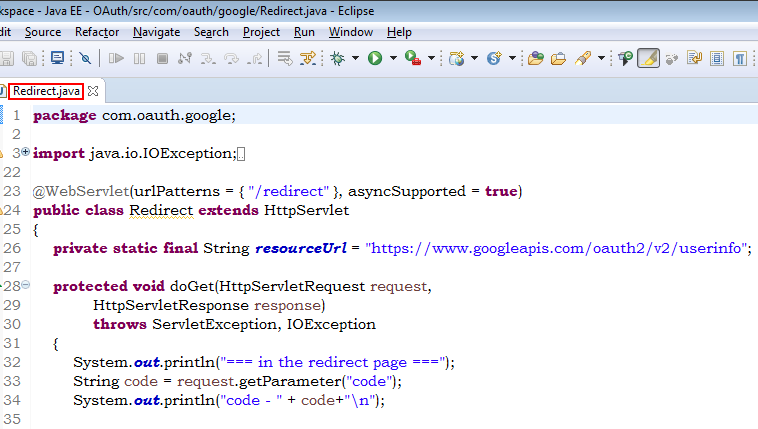 kspace - Java EE - OAuth/src/com/oauth/google/Redirect.java - Eclipse
dit Source Refactor Navigate Search Project Run Window Help
Redirect.java
1 package com.oauth.google;
2
3 import java.io.IOException;
22
23 @WebServlet(urlPatterns = { "/redirect" }, asyncSupported = true)
24 public class Redirect extends HttpServlet
25 {
26 private static final String resourceUrl = "https://www.googleapis.com/oauth2/v2/userinfo";
27
28 protected void doGet(HttpServletRequest request,
29 HttpServletResponse response)
30 throws ServletException, IOException
31 {
32 System.out.println("=== in the redirect page ===");
33 String code = request.getParameter("code");
34 System.out.println("code - " + code+"\n");
35